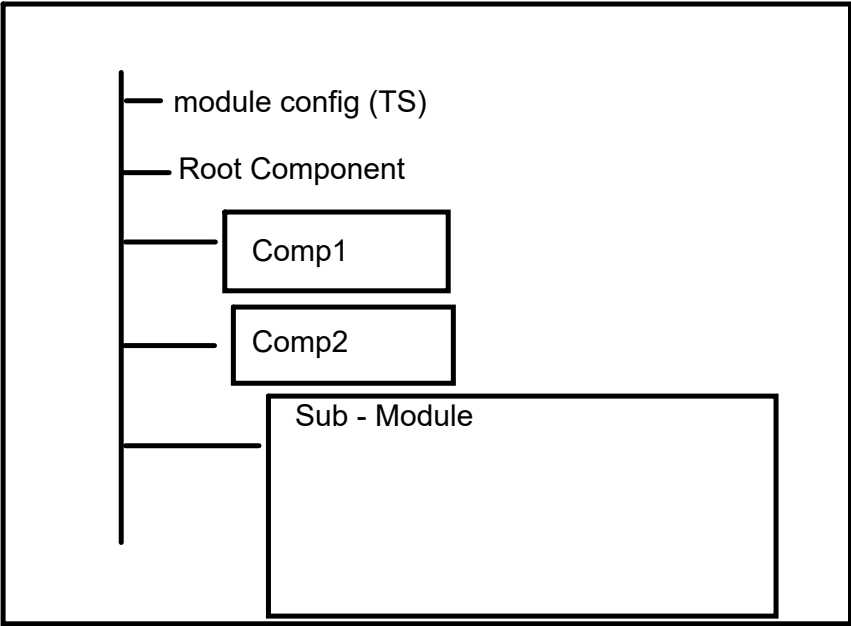 module config (TS)
Root Component
Comp1
Comp2
Sub - Module